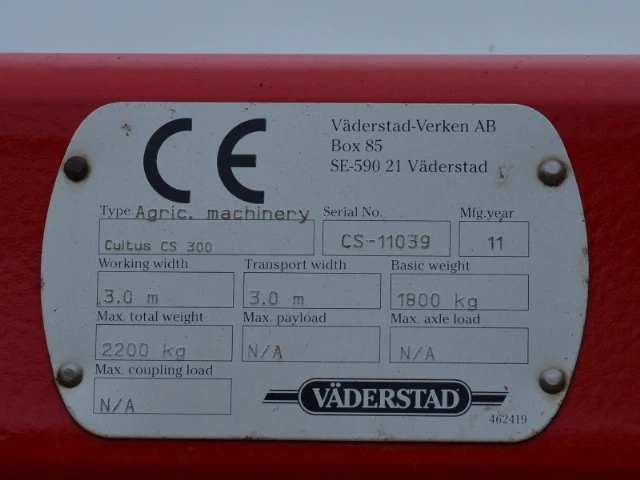 CE
Väderstad-Verken AB
Box 85
SE-590 21 Väderstad
Type Agric. machinery Serial No. Mfg.year
Cultus CS 300 CS-11039 11
Working width Transport width Basic weight
3.0 m 3.0 m 1800 kg
Max. total weight Max. payload Max. axle load
2200 kg N/A N/A
Max. coupling load
N/A
VÄDERSTAD
462419